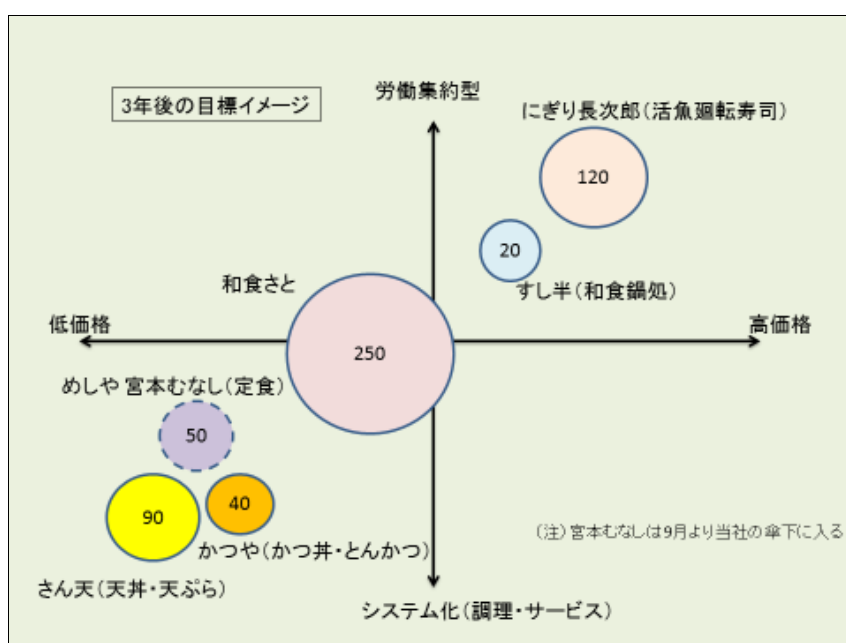 3年後の目標イメージ
労働集約型
にぎり長次郎(活魚廻転寿司)
120
20
すし半(和食鍋処)
和食さと
低価格
高価格
250
めしや 宮本むなし(定食)
50
90
40
(注)宮本むなしは9月より当社の傘下に入る
かつや(かつ丼・とんかつ)
さん天(天丼・天ぷら)
システム化(調理・サービス)